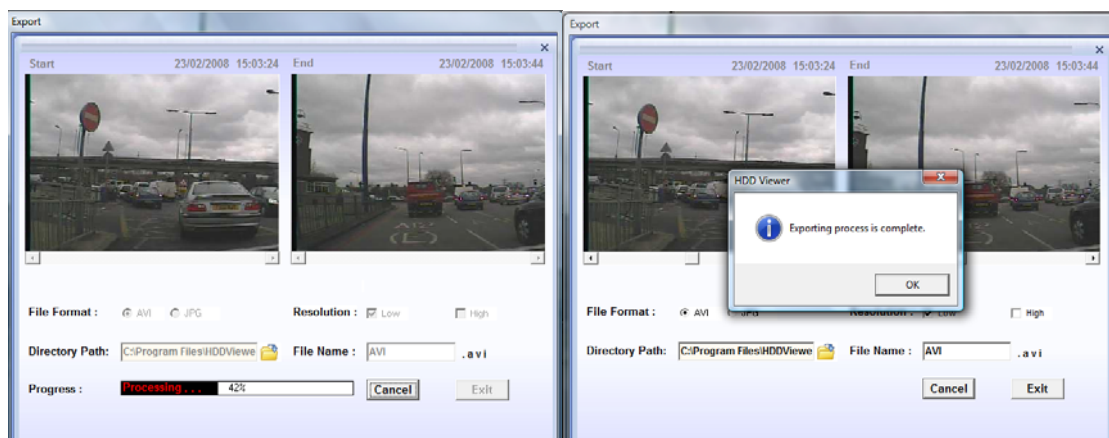 Export
Start 23/02/2008 15:03:24 End 23/02/2008 15:03:44
File Format : AVI JPG Resolution : Low High
Directory Path: C:\Program Files\HDDViewe File Name : AVI .avi
Progress : Processing . . . 42% Cancel Exit
Export
Start 23/02/2008 15:03:24 End 23/02/2008 15:03:44
HDD Viewer
Exporting process is complete.
OK
File Format : AVI JPG Resolution : Low High
Directory Path: C:\Program Files\HDDViewe File Name : AVI .avi
Cancel Exit